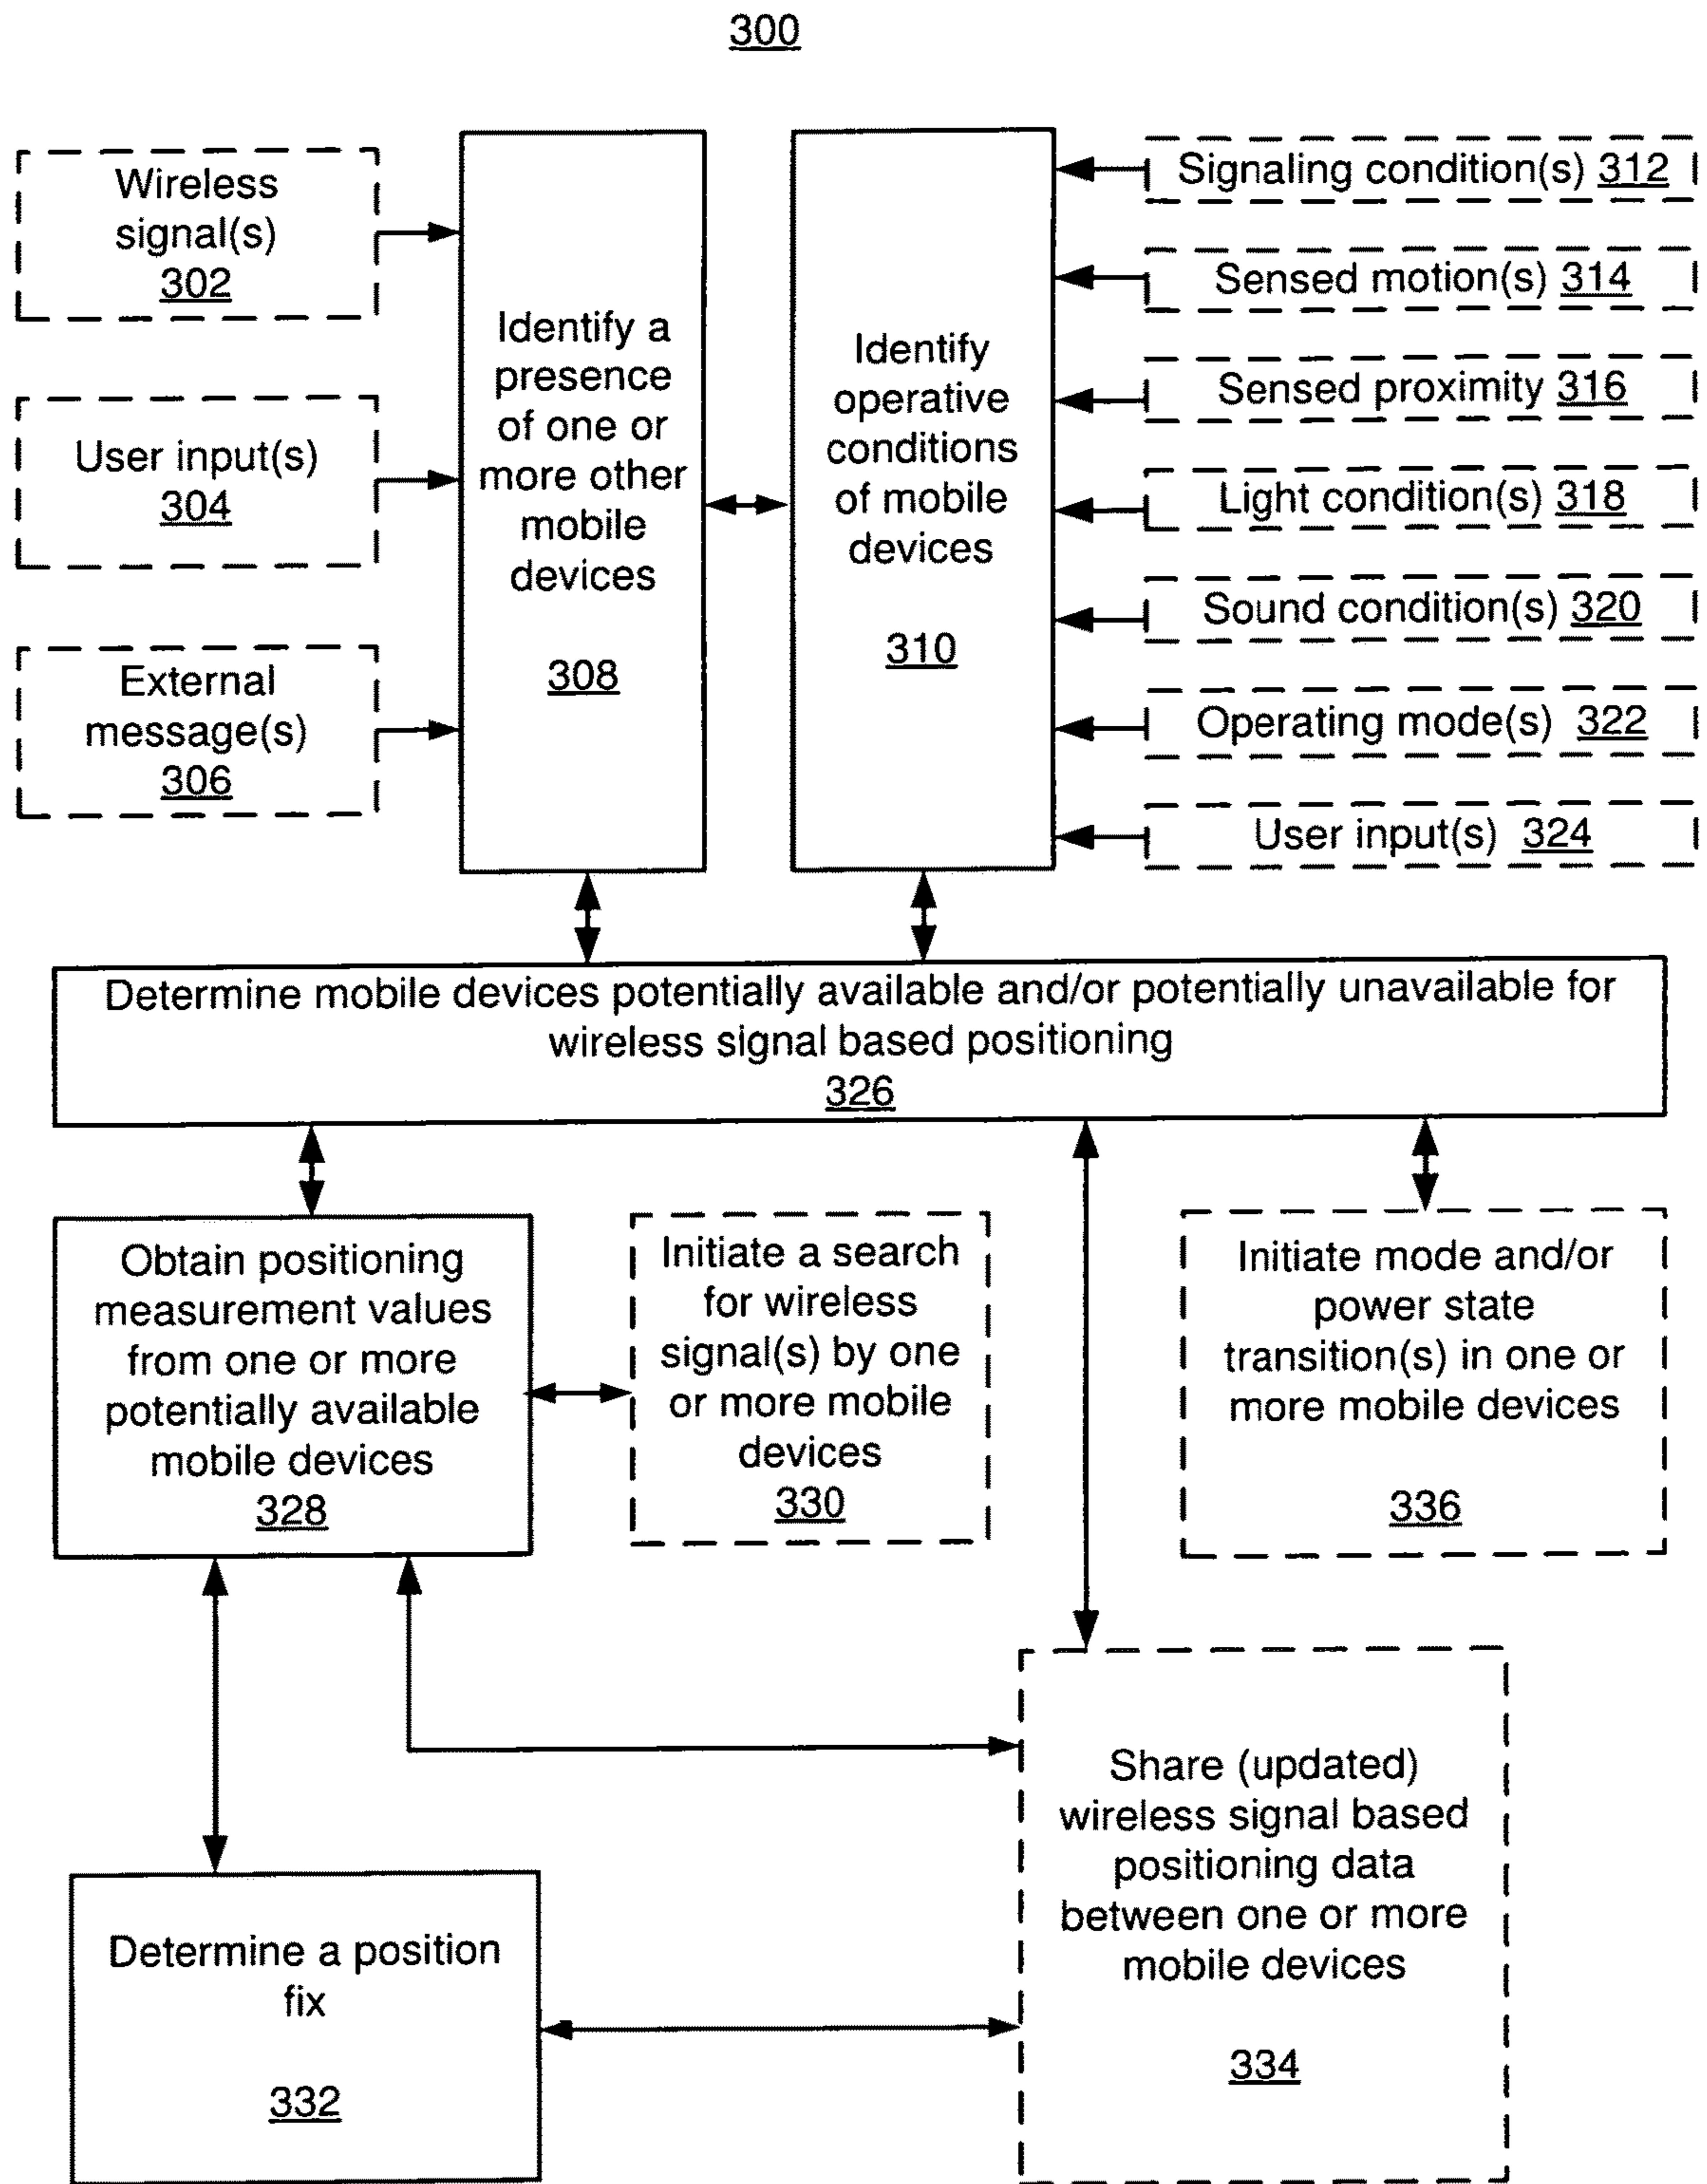 300
Wireless
signal(s)
302
User input(s)
304
External
message(s)
306
Identify a
presence
of one or
more other
mobile
devices
308
Identify
operative
conditions
of mobile
devices
310
Signaling condition(s) 312
Sensed motion(s) 314
Sensed proximity 316
Light condition(s) 318
Sound condition(s) 320
Operating mode(s) 322
User input(s) 324
Determine mobile devices potentially available and/or potentially unavailable for
wireless signal based positioning
326
Obtain positioning
measurement values
from one or more
potentially available
mobile devices
328
Initiate a search
for wireless
signal(s) by one
or more mobile
devices
330
Initiate mode and/or
power state
transition(s) in one or
more mobile devices
336
Determine a position
fix
332
Share (updated)
wireless signal based
positioning data
between one or more
mobile devices
334